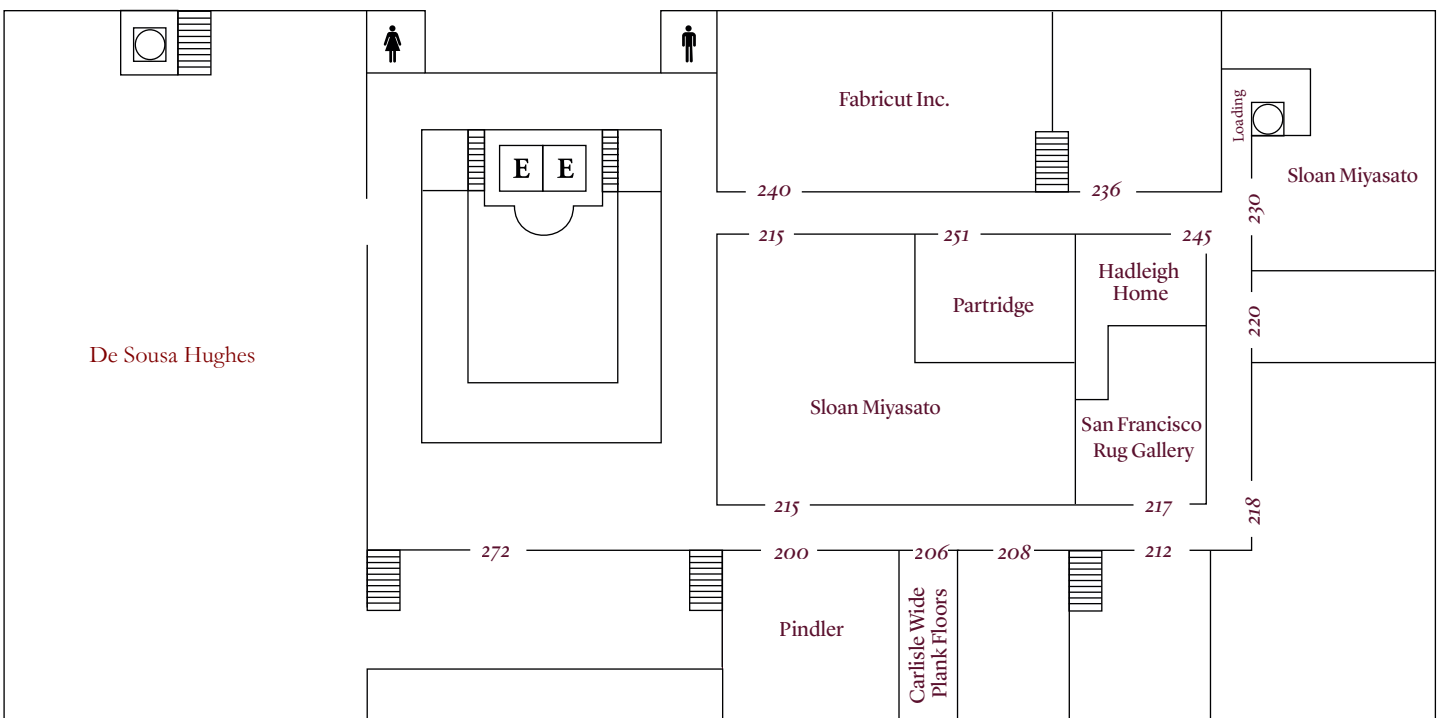 Fabricut Inc.
Loading
E E
Sloan Miyasato
240
236
230
215
251
245
Hadleigh
Home
Partridge
220
De Sousa Hughes
Sloan Miyasato
San Francisco
Rug Gallery
215
217
218
272
200
206
208
212
Pindler
Carlisle Wide
Plank Floors